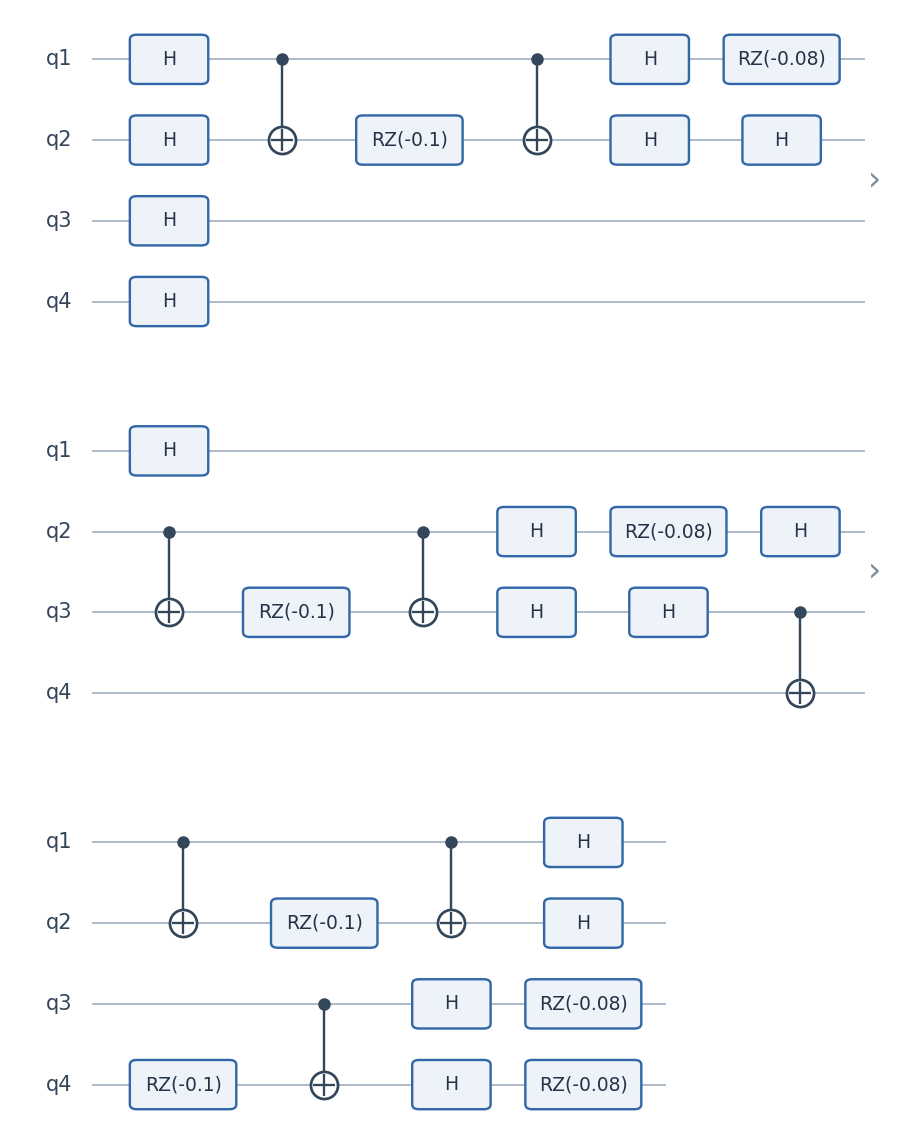 q1 H H RZ(-0.08)
q2 H RZ(-0.1) H H
q3 H
q4 H
q1 H
q2 H RZ(-0.08) H
q3 RZ(-0.1) H H
q4
q1 H
q2 RZ(-0.1) H
q3 H RZ(-0.08)
q4 RZ(-0.1) H RZ(-0.08)